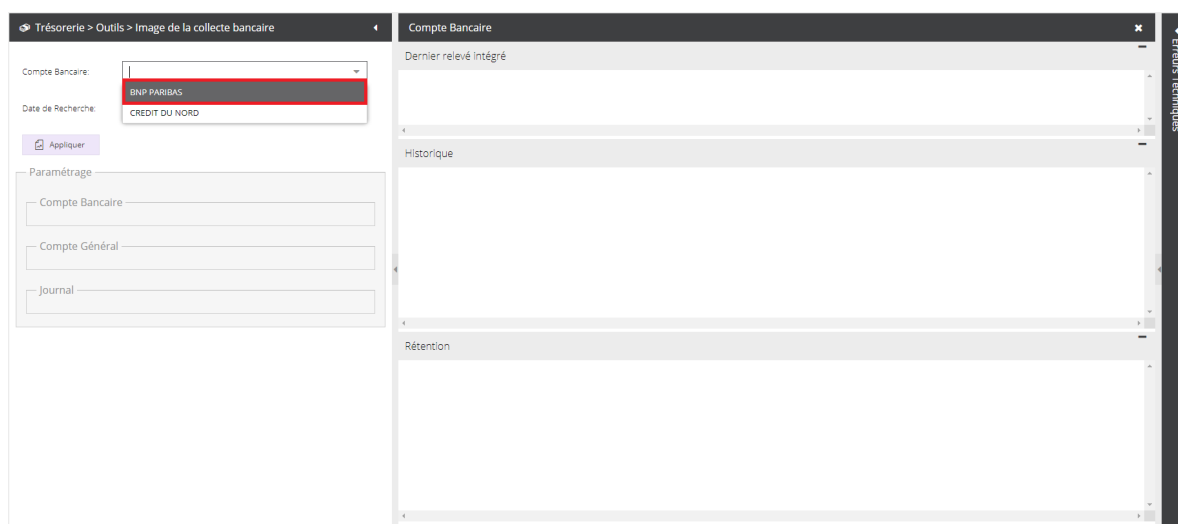 Trésorerie > Outils > Image de la collecte bancaire
Compte Bancaire:
BNP PARIBAS
CREDIT DU NORD
Date de Recherche:
Appliquer
Paramétrage
Compte Bancaire
Compte Général
Journal
Compte Bancaire
Dernier relevé intégré
Historique
Rétention
Erreurs Techniques